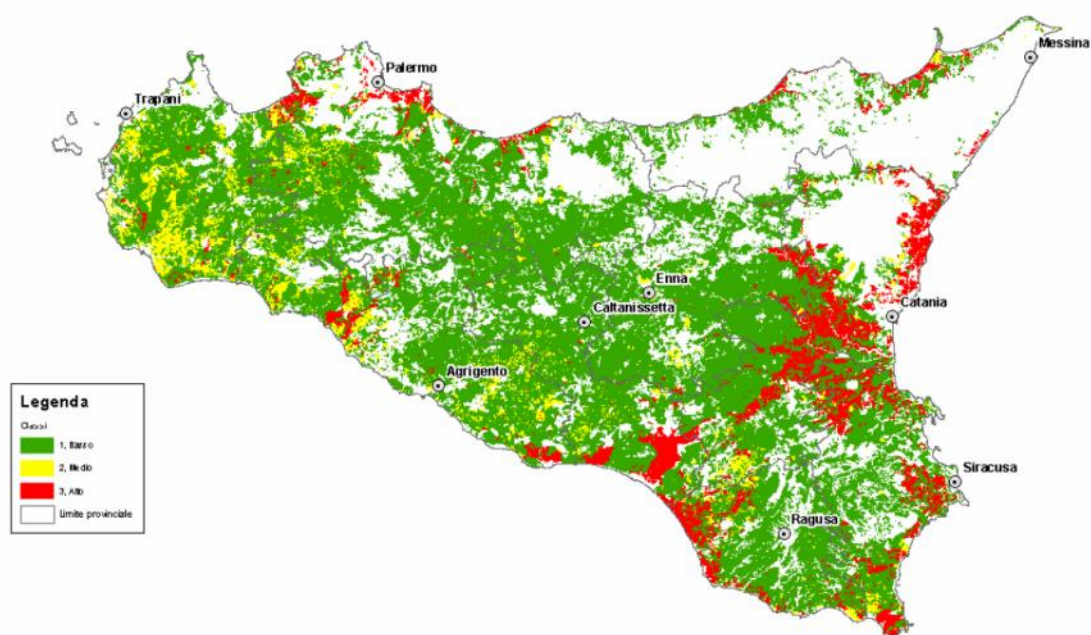 Messina
Palermo
Trapani
Enna
Caltanissetta
Catania
Agrigento
Siracusa
Ragusa
Legenda
Classi
1, Basso
2, Medio
3, Alto
Limite provinciale